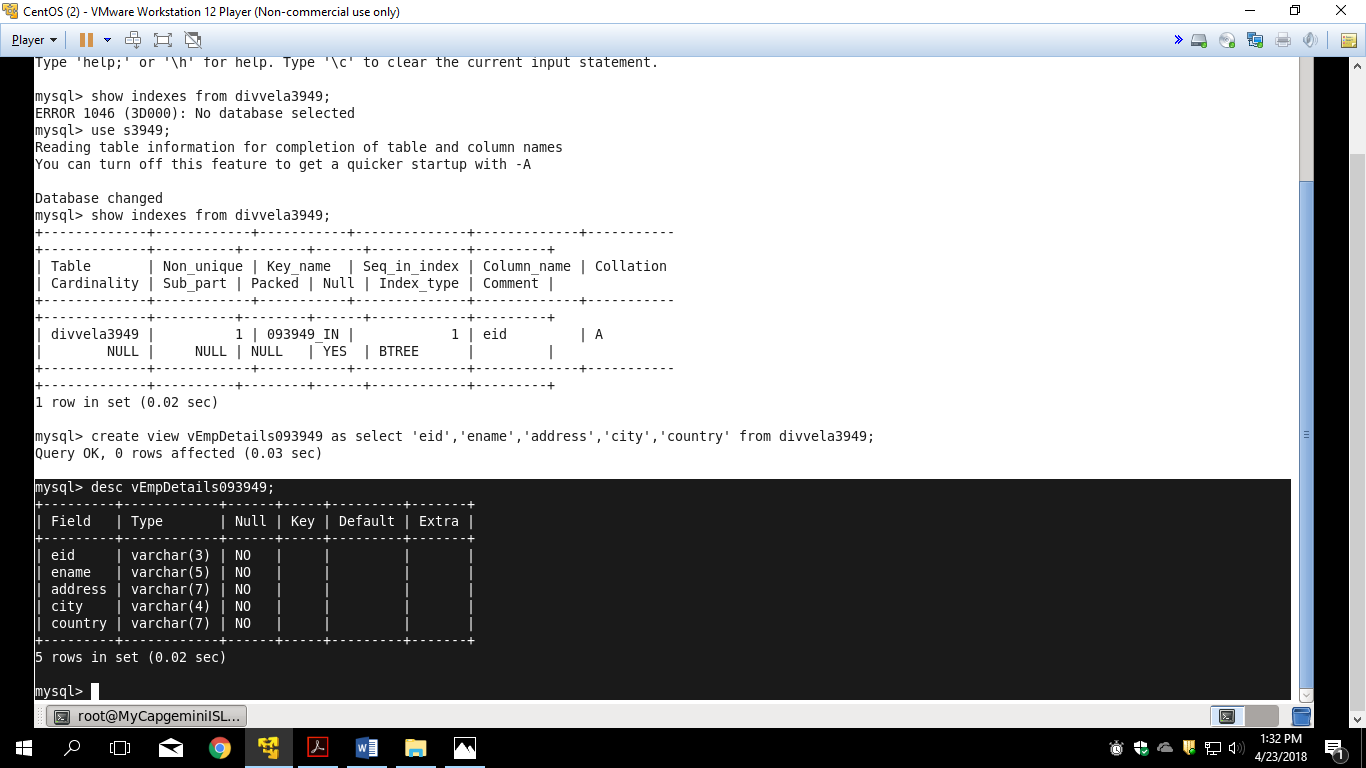 CentOS (2) - VMware Workstation 12 Player (Non-commercial use only)
Player
Type 'help;' or '\h' for help. Type '\c' to clear the current input statement.
mysql> show indexes from divvela3949;
ERROR 1046 (3D000): No database selected
mysql> use s3949;
Reading table information for completion of table and column names
You can turn off this feature to get a quicker startup with -A
Database changed
mysql> show indexes from divvela3949;
+-------------+------------+-----------+--------------+-------------+-----------
+-------------+----------+--------+------+------------+---------+
| Table       | Non_unique | Key_name  | Seq_in_index | Column_name | Collation
| Cardinality | Sub_part | Packed | Null | Index_type | Comment |
+-------------+------------+-----------+--------------+-------------+-----------
+-------------+----------+--------+------+------------+---------+
| divvela3949 |          1 | 093949_IN |            1 | eid         | A
|        NULL |     NULL | NULL   | YES  | BTREE      |         |
+-------------+------------+-----------+--------------+-------------+-----------
+-------------+----------+--------+------+------------+---------+
1 row in set (0.02 sec)
mysql> create view vEmpDetails093949 as select 'eid','ename','address','city','country' from divvela3949;
Query OK, 0 rows affected (0.03 sec)
mysql> desc vEmpDetails093949;
+---------+------------+------+-----+---------+-------+
| Field   | Type       | Null | Key | Default | Extra |
+---------+------------+------+-----+---------+-------+
| eid     | varchar(3) | NO   |     |         |       |
| ename   | varchar(5) | NO   |     |         |       |
| address | varchar(7) | NO   |     |         |       |
| city    | varchar(4) | NO   |     |         |       |
| country | varchar(7) | NO   |     |         |       |
+---------+------------+------+-----+---------+-------+
5 rows in set (0.02 sec)
mysql>
root@MyCapgeminiISL...
1:32 PM
4/23/2018
1